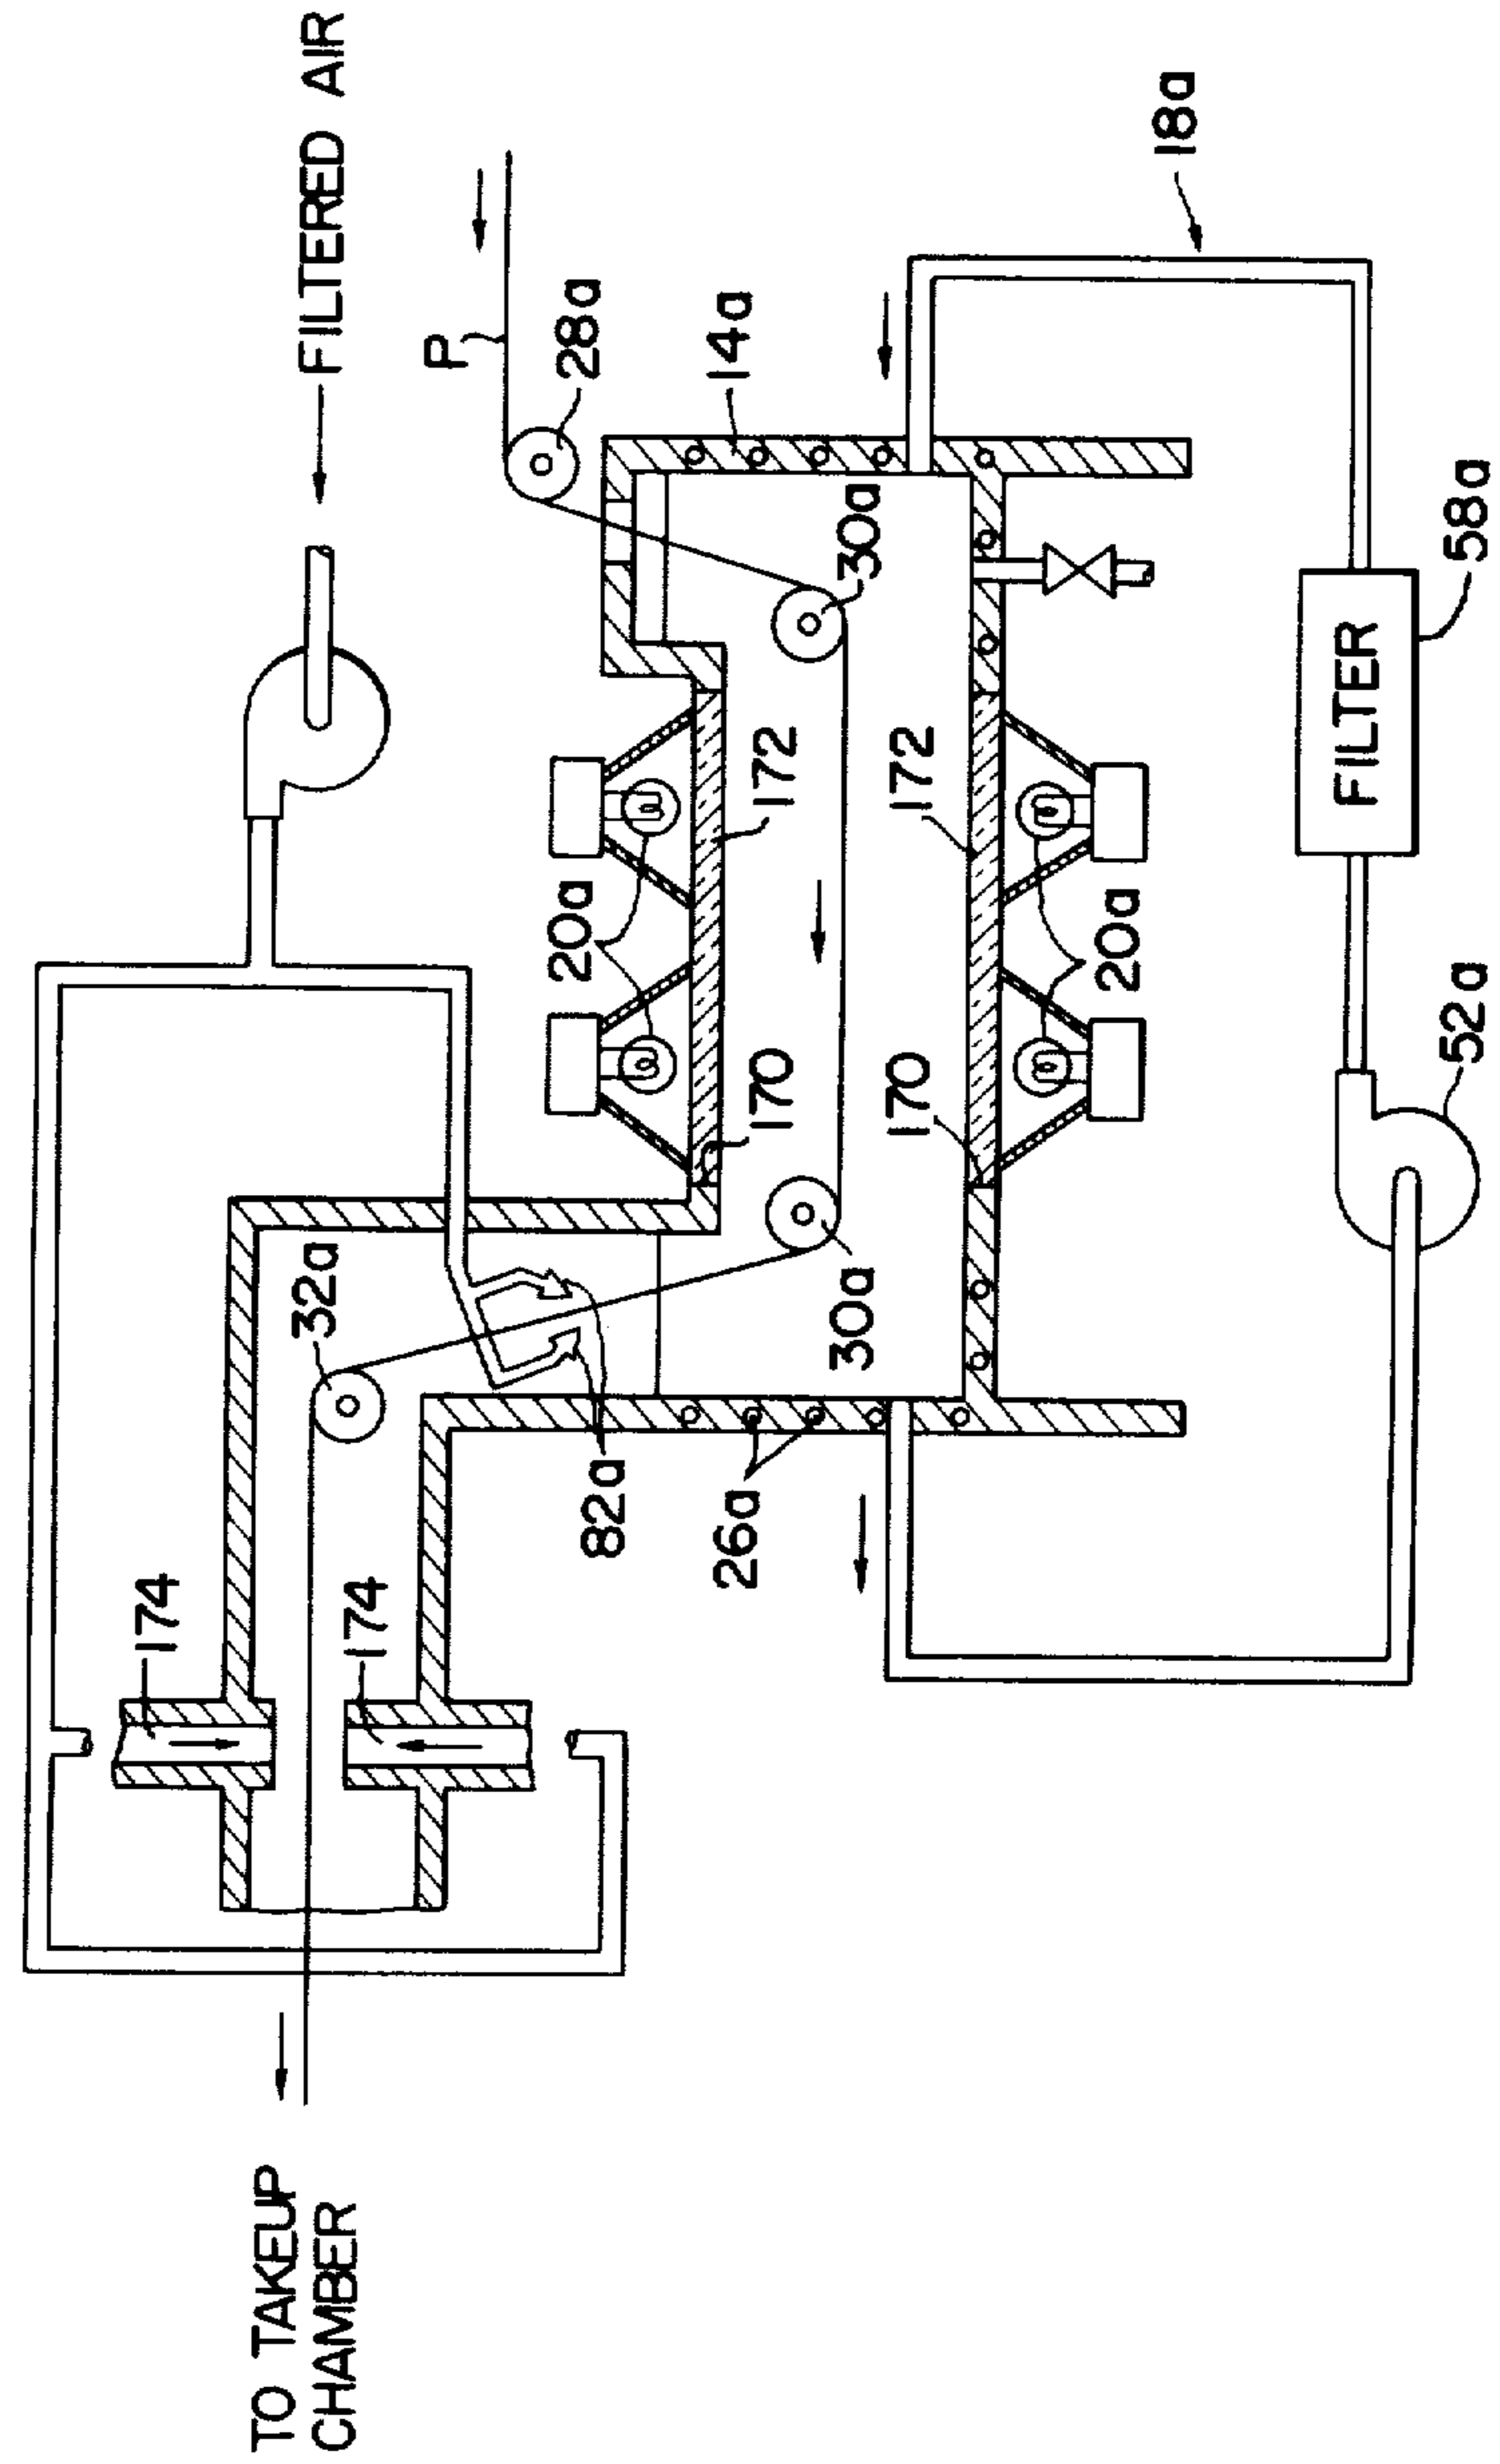 FILTERED AIR
P
28a
14a
18a
30a
172
172
20a
20a
58a
FILTER
52a
170
170
32a
30a
82a
26a
174
174
TO TAKEUP
CHAMBER